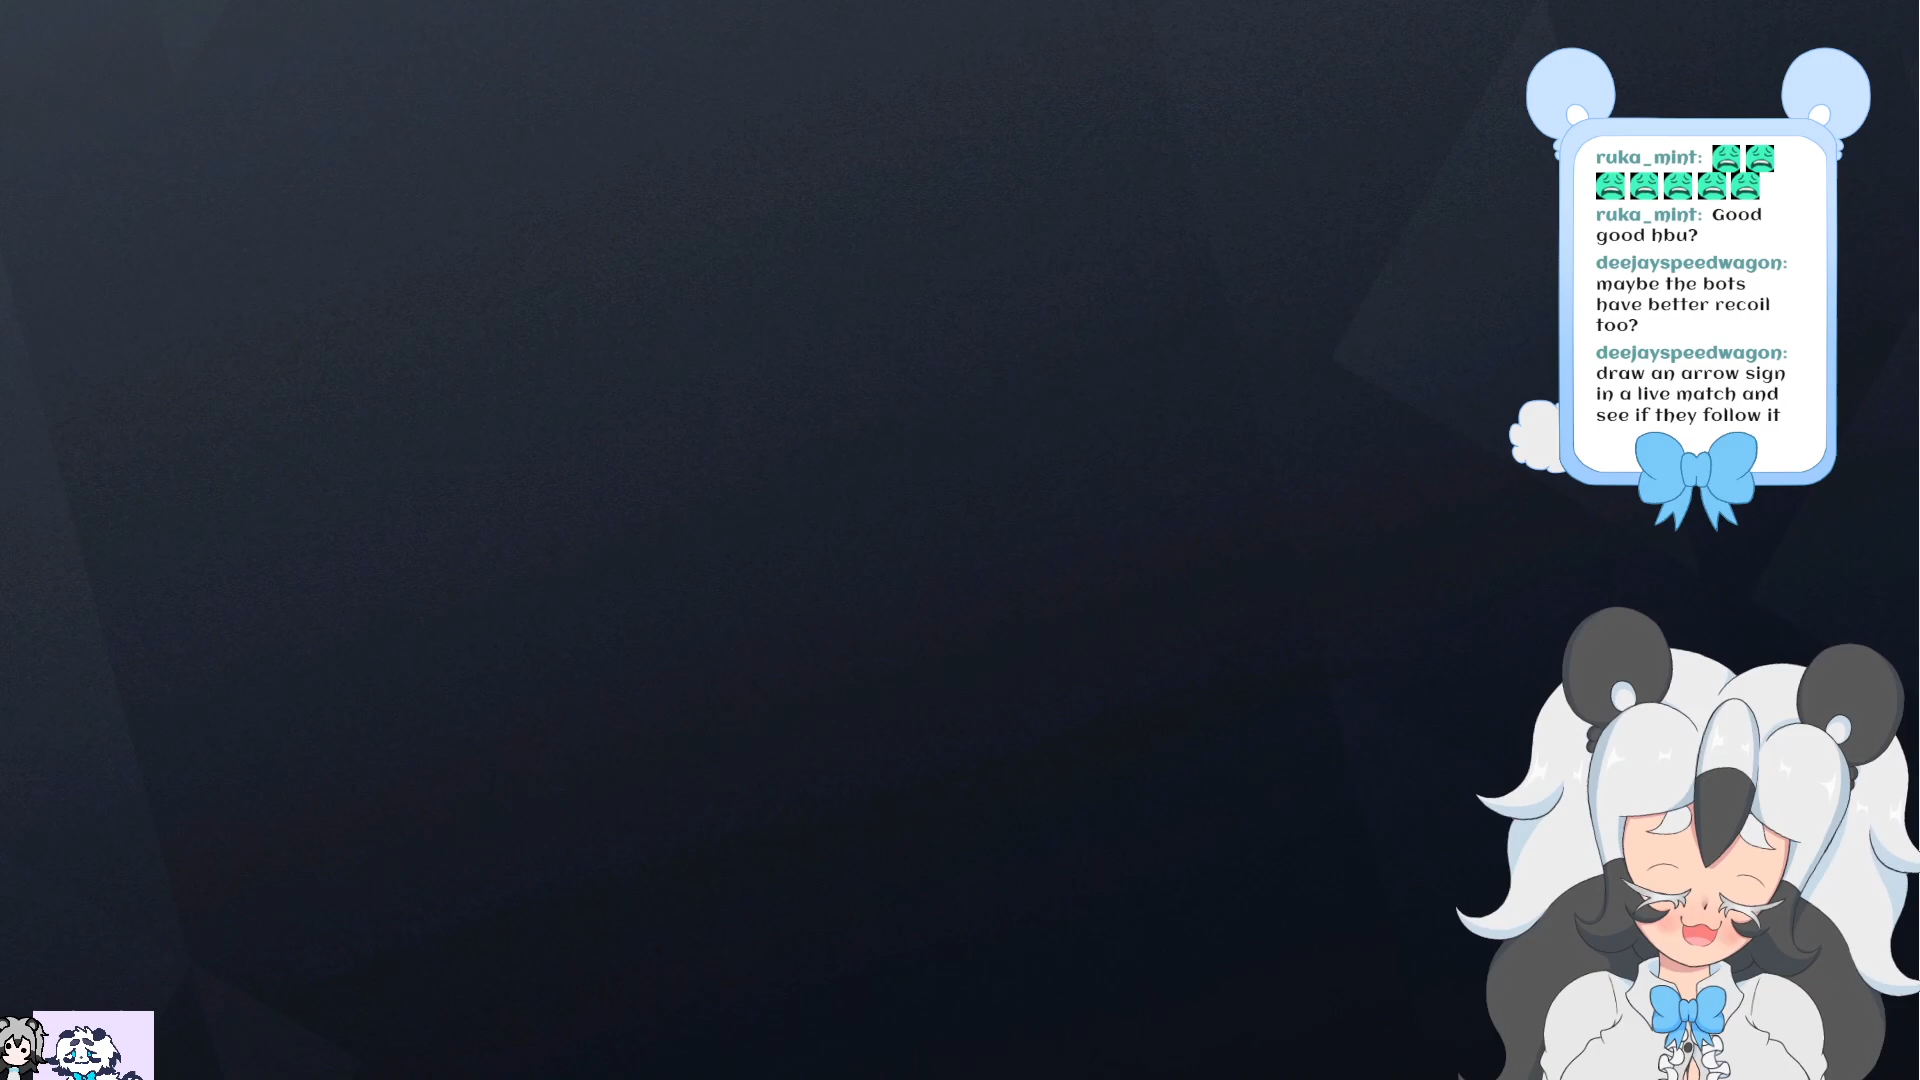 ruka_mint:
ruka_mint: Good
good hbu?
deejayspeedwagon:
maybe the bots
have better recoil
too?
deejayspeedwagon:
draw an arrow sign
in a live match and
see if they follow it